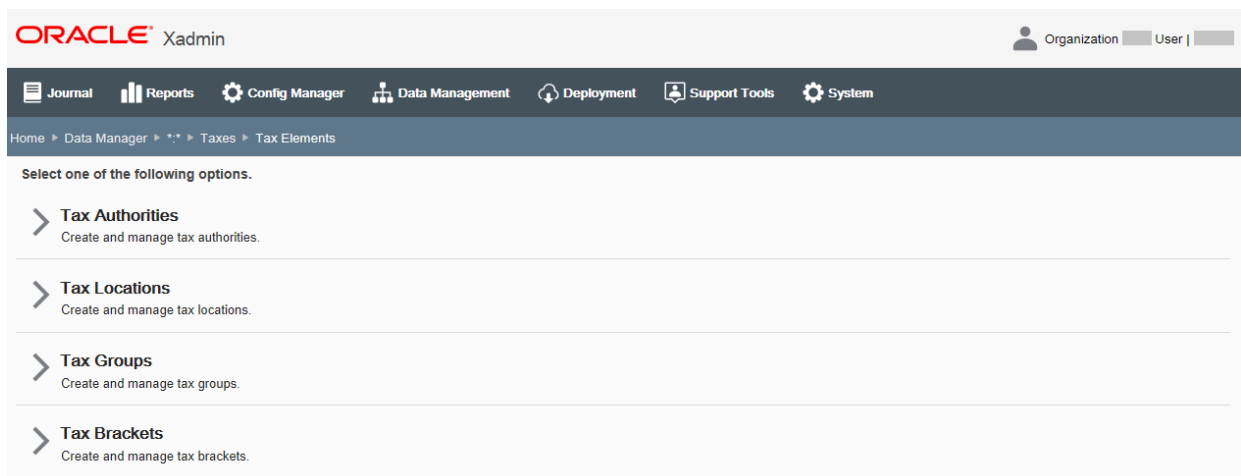 ORACLE® Xadmin
Organization User |
Journal Reports Config Manager Data Management Deployment Support Tools System
Home ▸ Data Manager ▸ *:* ▸ Taxes ▸ Tax Elements
Select one of the following options.
Tax Authorities
Create and manage tax authorities.
Tax Locations
Create and manage tax locations.
Tax Groups
Create and manage tax groups.
Tax Brackets
Create and manage tax brackets.